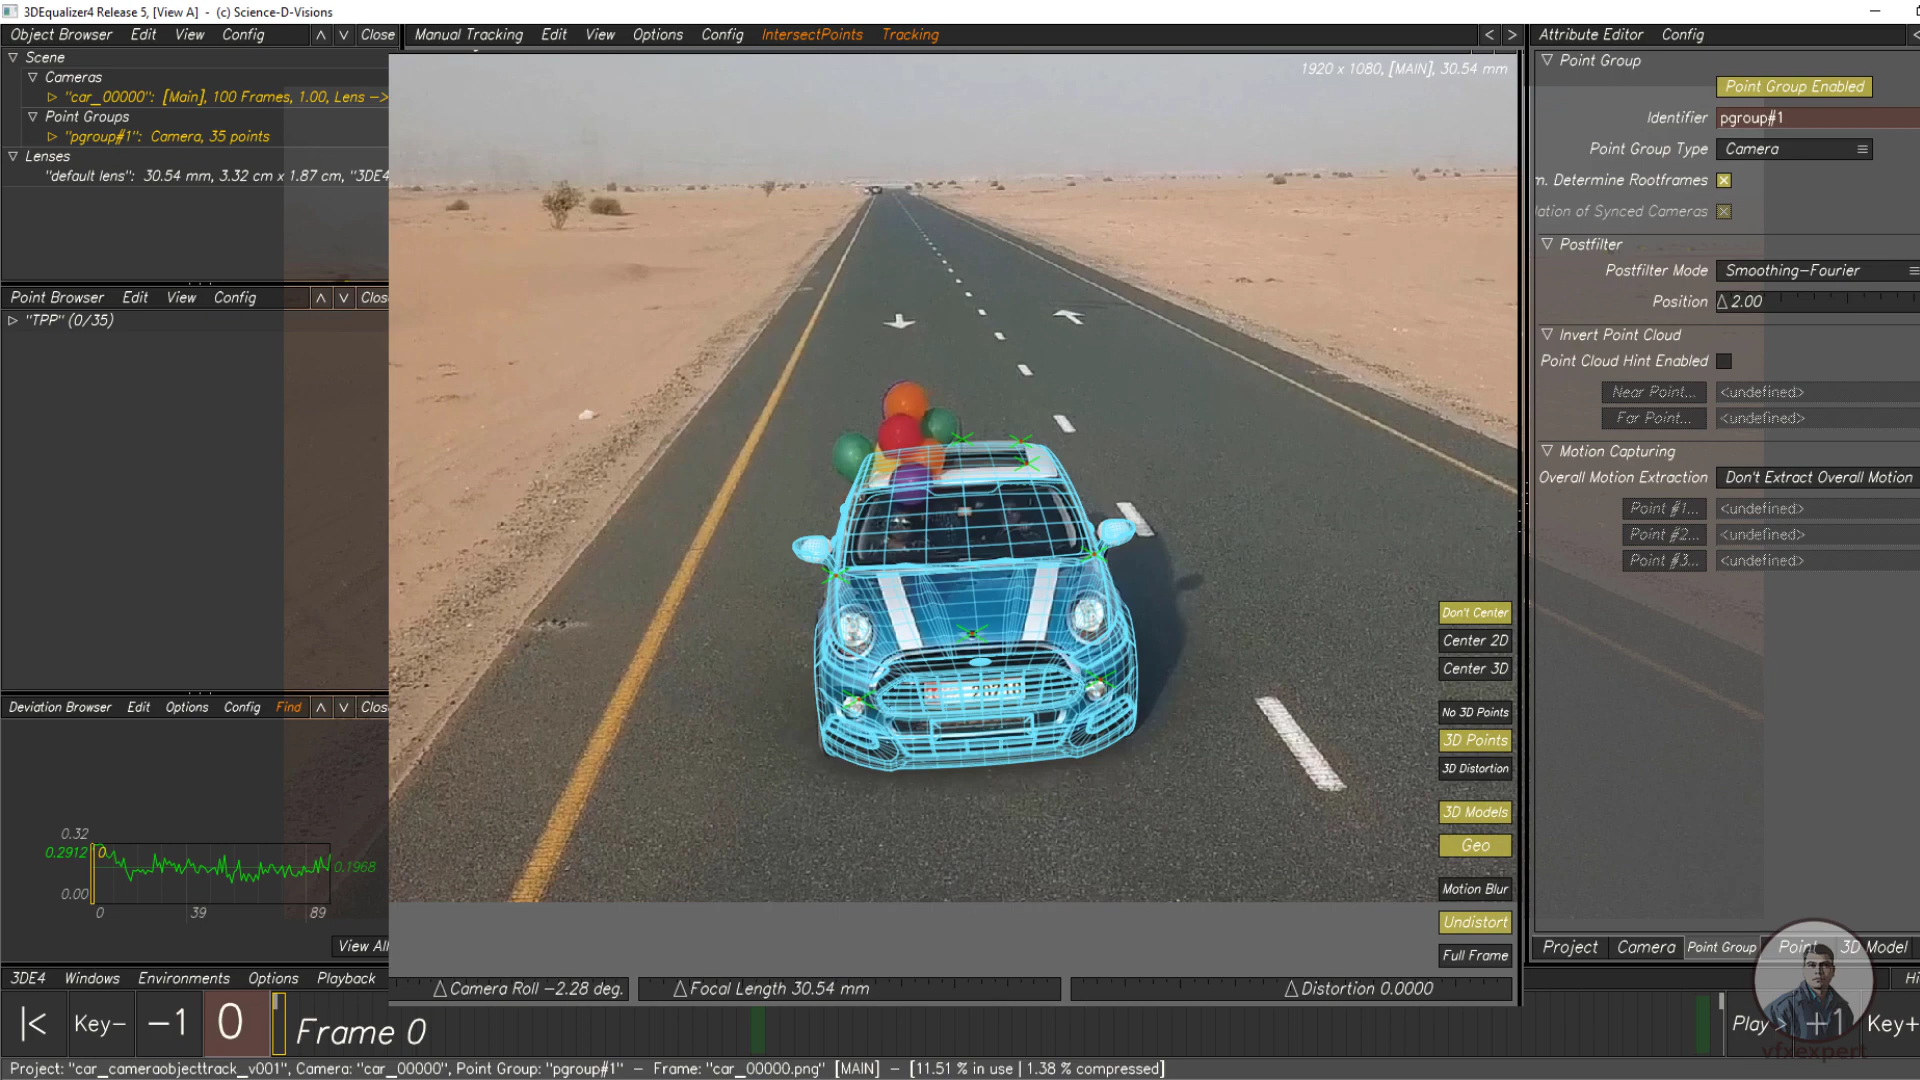 3DEqualizer4 Release 5, [View A]  -  (c) Science-D-Visions
Object Browser Edit View Config Close
Scene
Cameras
"car_00000": [Main], 100 Frames, 1.00, Lens ->
Point Groups
"pgroup#1": Camera, 35 points
Lenses
"default lens": 30.54 mm, 3.32 cm x 1.87 cm, "3DE4
Point Browser Edit View Config
"TPP" (0/35)
Deviation Browser Edit Options Config Find
0.32
0.2912 0 0.1968
0.00
0 39 89
View All
Manual Tracking Edit View Options Config IntersectPoints Tracking
1920 x 1080, [MAIN], 30.54 mm
Don't Center
Center 2D
Center 3D
No 3D Points
3D Points
3D Distortion
3D Models
Geo
Motion Blur
Undistort
Full Frame
Camera Roll -2.28 deg. Focal Length 30.54 mm Distortion 0.0000
Attribute Editor Config
Point Group
Point Group Enabled
Identifier pgroup#1
Point Group Type Camera
m. Determine Rootframes
lation of Synced Cameras
Postfilter
Postfilter Mode Smoothing-Fourier
Position 2.00
Invert Point Cloud
Point Cloud Hint Enabled
Near Point... <undefined>
Far Point... <undefined>
Motion Capturing
Overall Motion Extraction Don't Extract Overall Motion
Point #1... <undefined>
Point #2... <undefined>
Point #3... <undefined>
Project Camera Point Group Point 3D Model
3DE4 Windows Environments Options Playback Hi
|< Key- -1 0 Frame 0 Play > +1 Key+
vfxexpert
Project: "car_cameraobjecttrack_v001", Camera: "car_00000", Point Group: "pgroup#1"  -  Frame: "car_00000.png"  [MAIN]  -  [11.51 % in use | 1.38 % compressed]